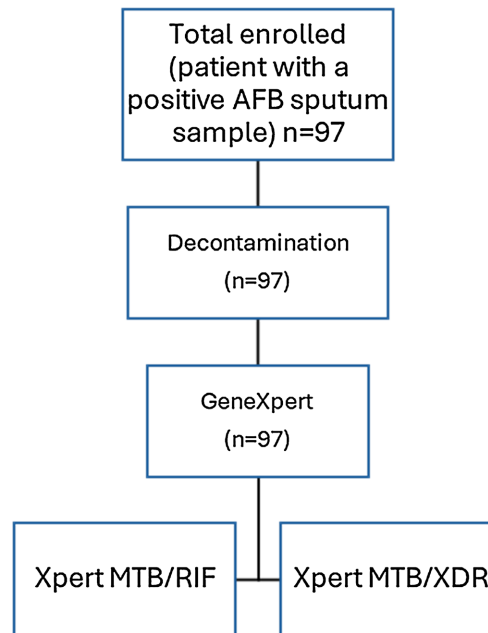 Total enrolled
(patient with a
positive AFB sputum
sample) n=97
Decontamination
(n=97)
GeneXpert
(n=97)
Xpert MTB/RIF
Xpert MTB/XDR